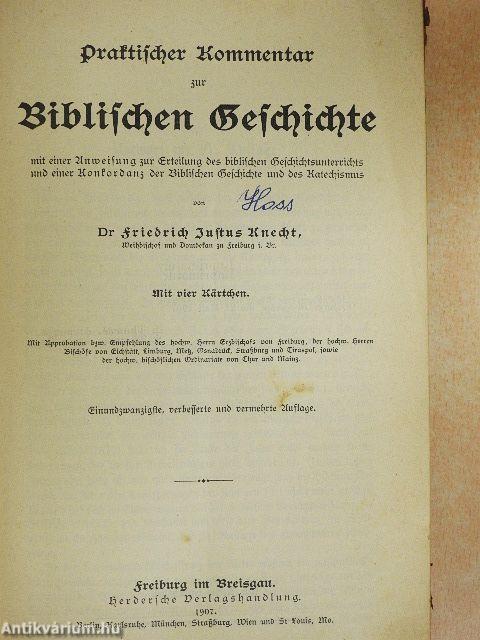 Praktischer Kommentar
zur
Biblischen Geschichte
mit einer Anweisung zur Erteilung des biblischen Geschichtsunterrichts
und einer Konkordanz der Biblischen Geschichte und des Katechismus
von
Hoss
Dr Friedrich Justus Knecht,
Weihbischof und Domdekan zu Freiburg i. Br.
Mit vier Kärtchen.
Mit Approbation bzw. Empfehlung des hochw. Herrn Erzbischofs von Freiburg, der hochw. Herren
Bischöfe von Eichstätt, Limburg, Metz, Osnabrück, Straßburg und Tiraspol, sowie
der hochw. bischöflichen Ordinariate von Chur und Mainz.
Einundzwanzigste, verbesserte und vermehrte Auflage.
Freiburg im Breisgau.
Herdersche Verlagshandlung.
1907.
Berlin, Karlsruhe, München, Straßburg, Wien und St Louis, Mo.
Antikvárium.hu